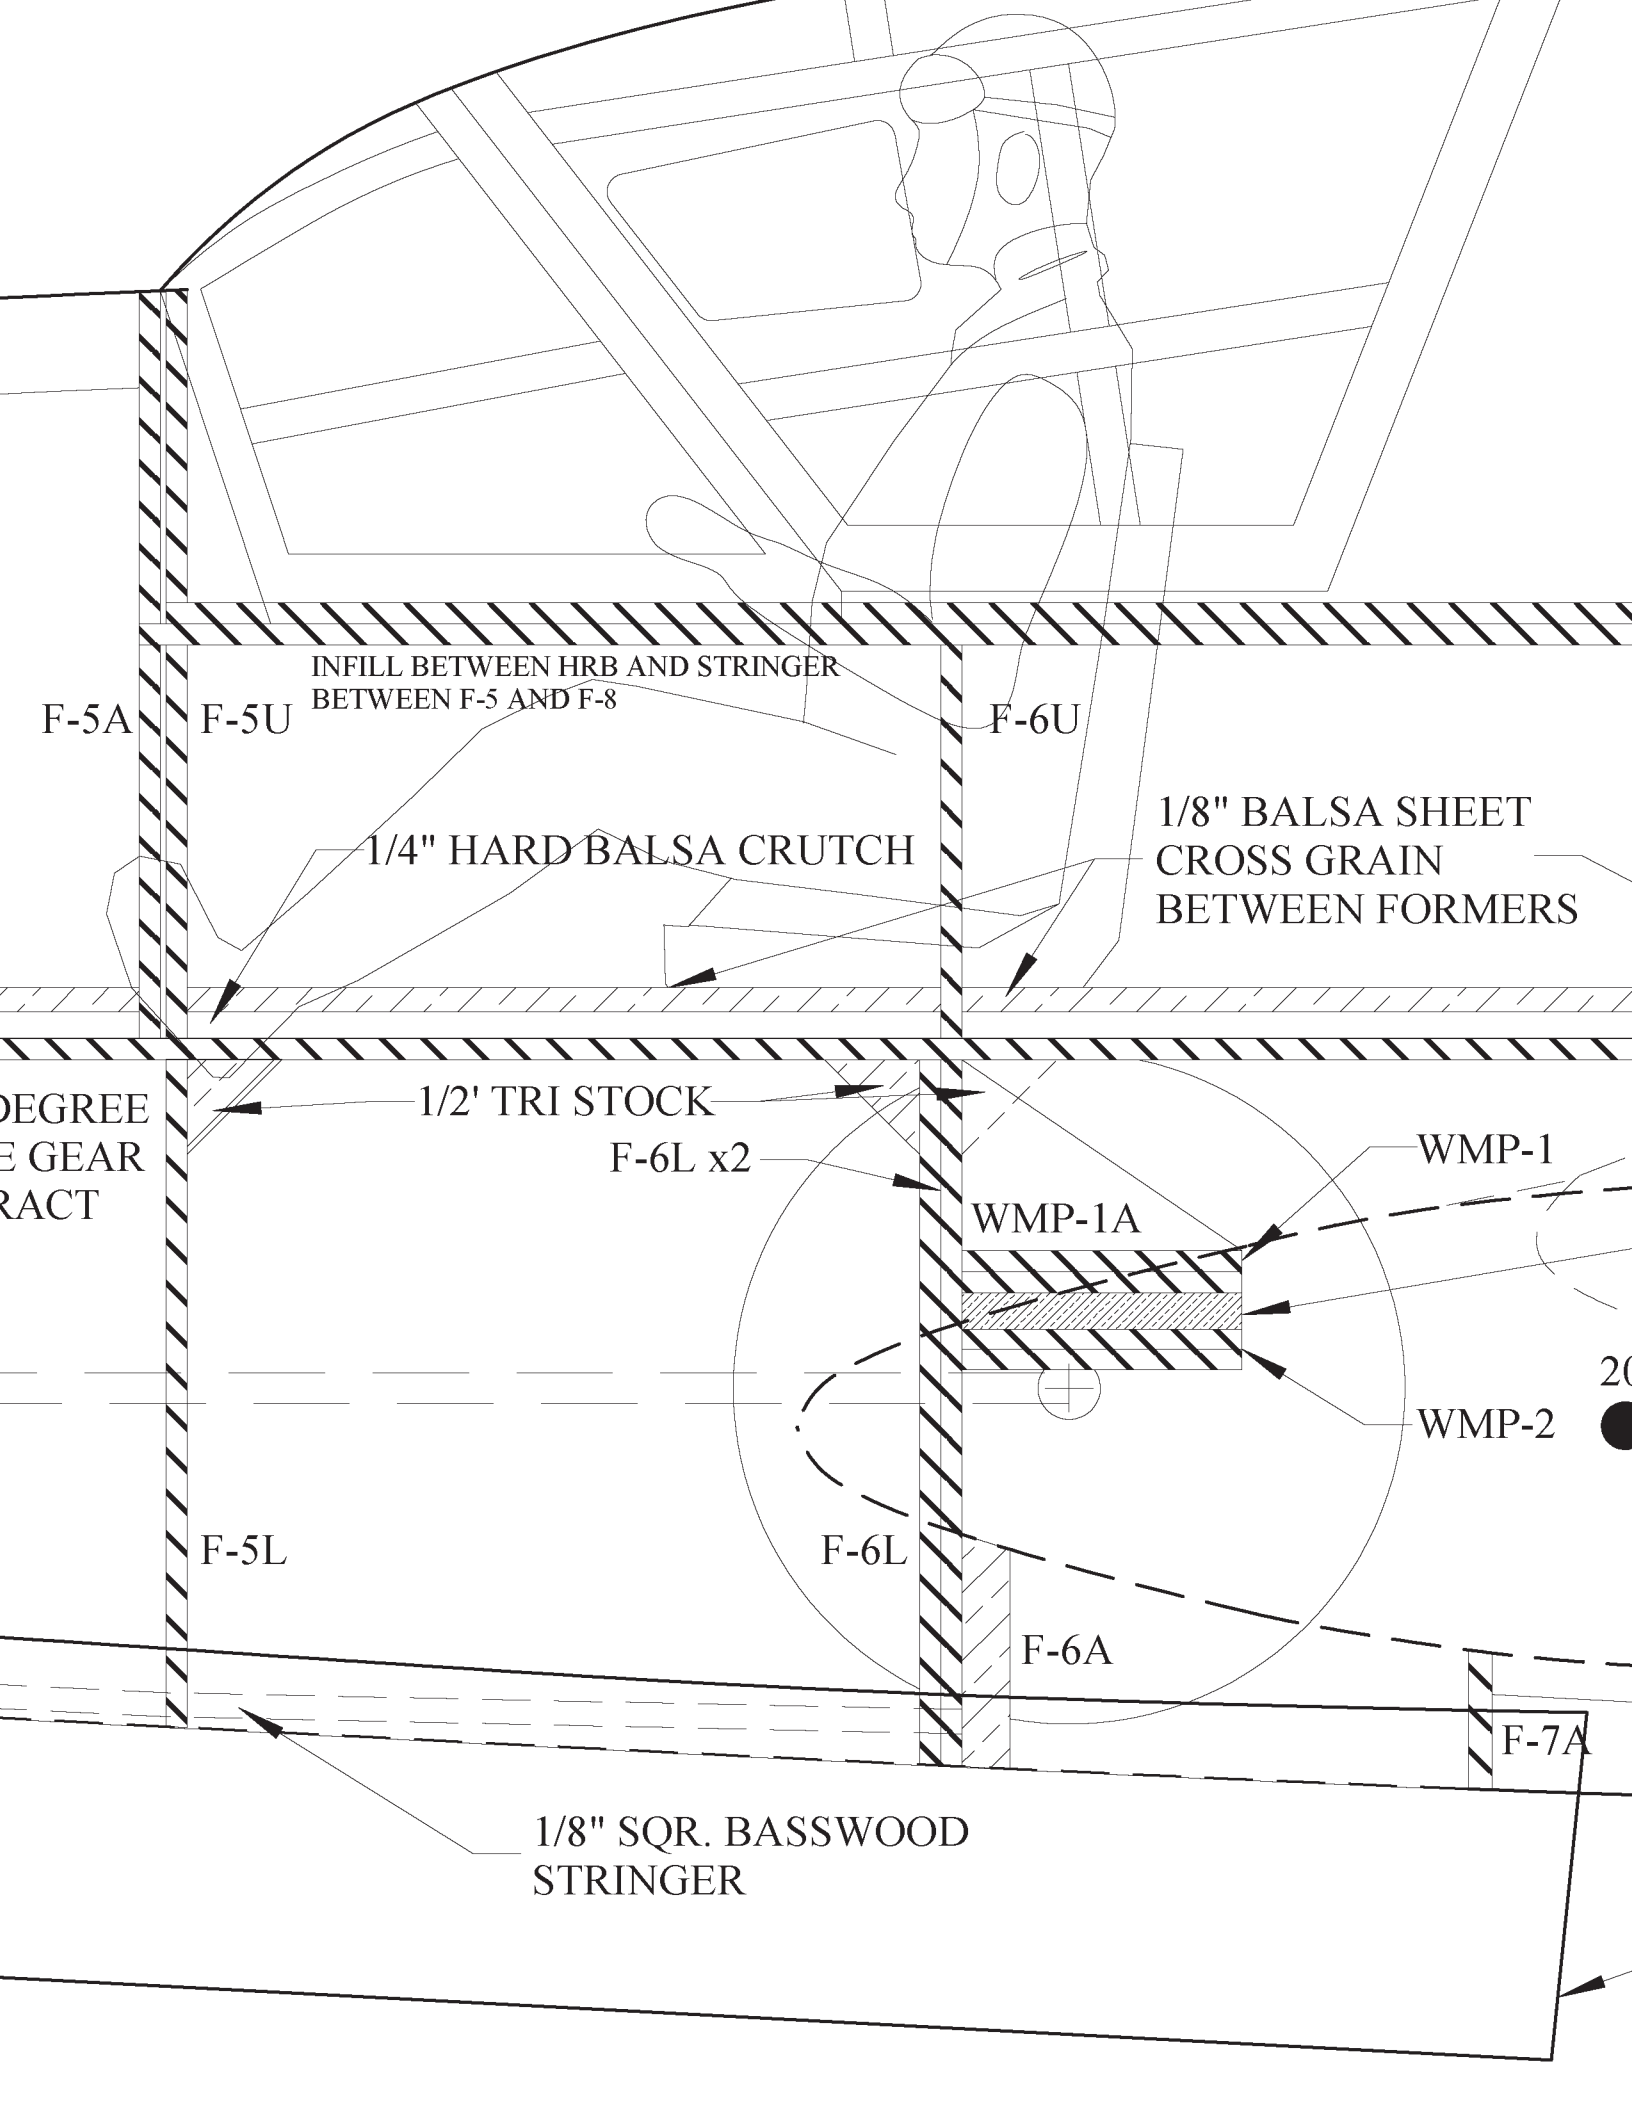 INFILL BETWEEN HRB AND STRINGER
BETWEEN F-5 AND F-8
F-5A
F-5U
F-6U
1/4" HARD BALSA CRUTCH
1/8" BALSA SHEET
CROSS GRAIN
BETWEEN FORMERS
DEGREE
E GEAR
RACT
1/2' TRI STOCK
F-6L x2
WMP-1
WMP-1A
20
WMP-2
F-5L
F-6L
F-6A
F-7A
1/8" SQR. BASSWOOD
STRINGER